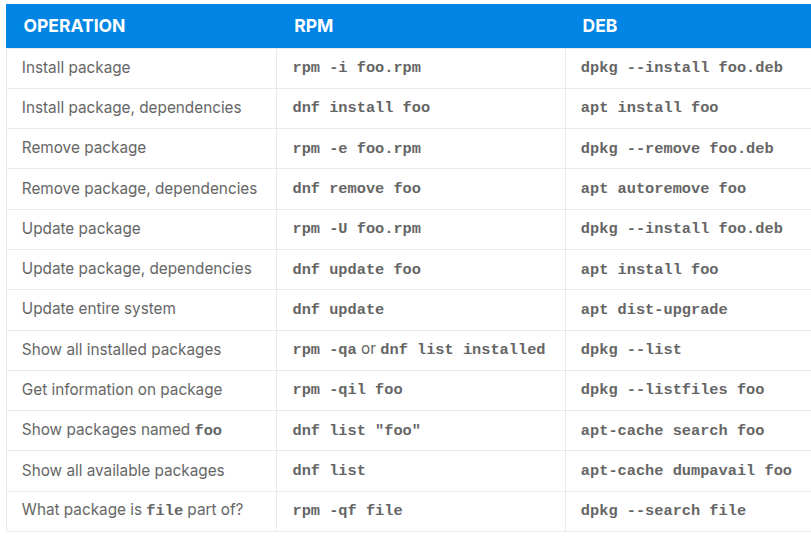 OPERATION RPM DEB
Install package rpm -i foo.rpm dpkg --install foo.deb
Install package, dependencies dnf install foo apt install foo
Remove package rpm -e foo.rpm dpkg --remove foo.deb
Remove package, dependencies dnf remove foo apt autoremove foo
Update package rpm -U foo.rpm dpkg --install foo.deb
Update package, dependencies dnf update foo apt install foo
Update entire system dnf update apt dist-upgrade
Show all installed packages rpm -qa or dnf list installed dpkg --list
Get information on package rpm -qil foo dpkg --listfiles foo
Show packages named foo dnf list "foo" apt-cache search foo
Show all available packages dnf list apt-cache dumpavail foo
What package is file part of? rpm -qf file dpkg --search file